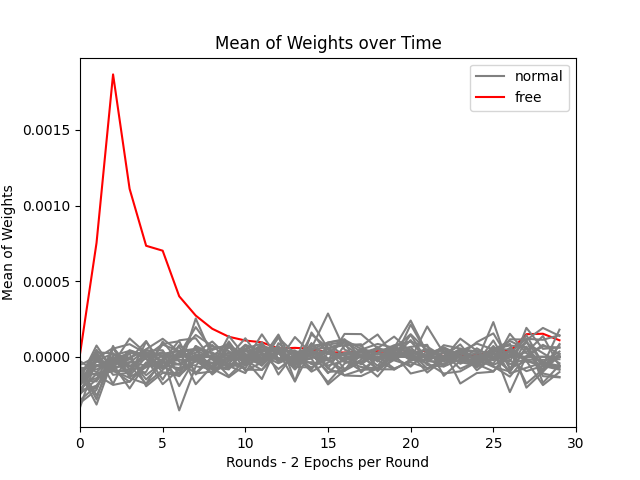 Mean of Weights over Time
normal
free
Mean of Weights
0.0015
0.0010
0.0005
0.0000
0 5 10 15 20 25 30
Rounds - 2 Epochs per Round